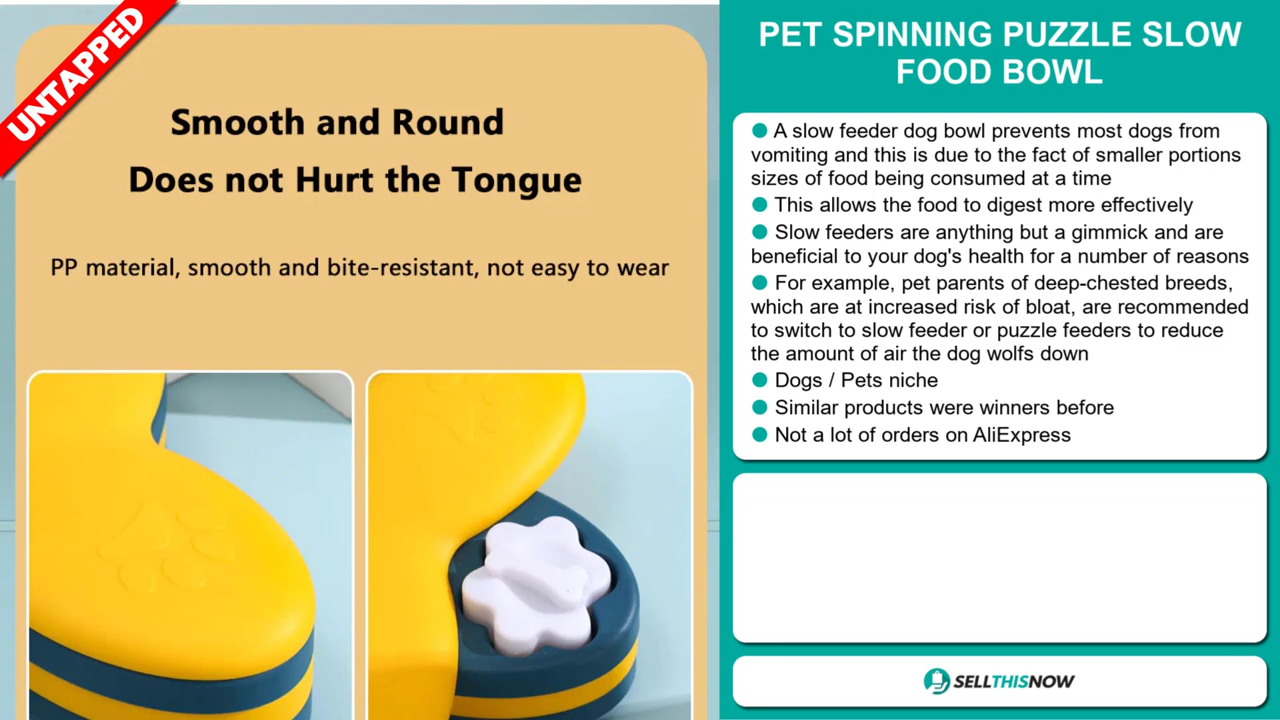 UNTAPPED
Smooth and Round
Does not Hurt the Tongue
PP material, smooth and bite-resistant, not easy to wear
PET SPINNING PUZZLE SLOW
FOOD BOWL
● A slow feeder dog bowl prevents most dogs from
vomiting and this is due to the fact of smaller portions
sizes of food being consumed at a time
● This allows the food to digest more effectively
● Slow feeders are anything but a gimmick and are
beneficial to your dog's health for a number of reasons
● For example, pet parents of deep-chested breeds,
which are at increased risk of bloat, are recommended
to switch to slow feeder or puzzle feeders to reduce
the amount of air the dog wolfs down
● Dogs / Pets niche
● Similar products were winners before
● Not a lot of orders on AliExpress
SELLTHISNOW